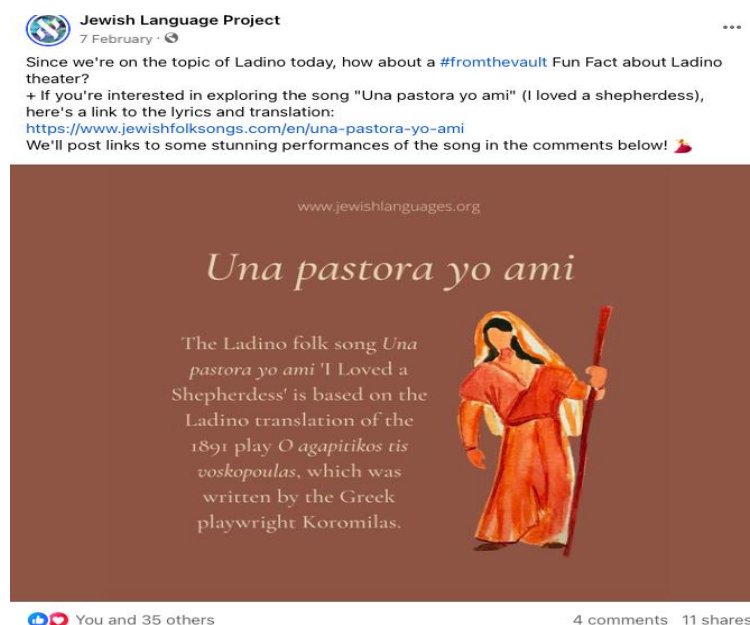 Jewish Language Project
7 February ·
Since we're on the topic of Ladino today, how about a #fromthevault Fun Fact about Ladino
theater?
+ If you're interested in exploring the song "Una pastora yo ami" (I loved a shepherdess),
here's a link to the lyrics and translation:
https://www.jewishfolksongs.com/en/una-pastora-yo-ami
We'll post links to some stunning performances of the song in the comments below! 💃
www.jewishlanguages.org
Una pastora yo ami
The Ladino folk song Una
pastora yo ami 'I Loved a
Shepherdess' is based on the
Ladino translation of the
1891 play O agapitikos tis
voskopoulas, which was
written by the Greek
playwright Koromilas.
You and 35 others
4 comments 11 shares